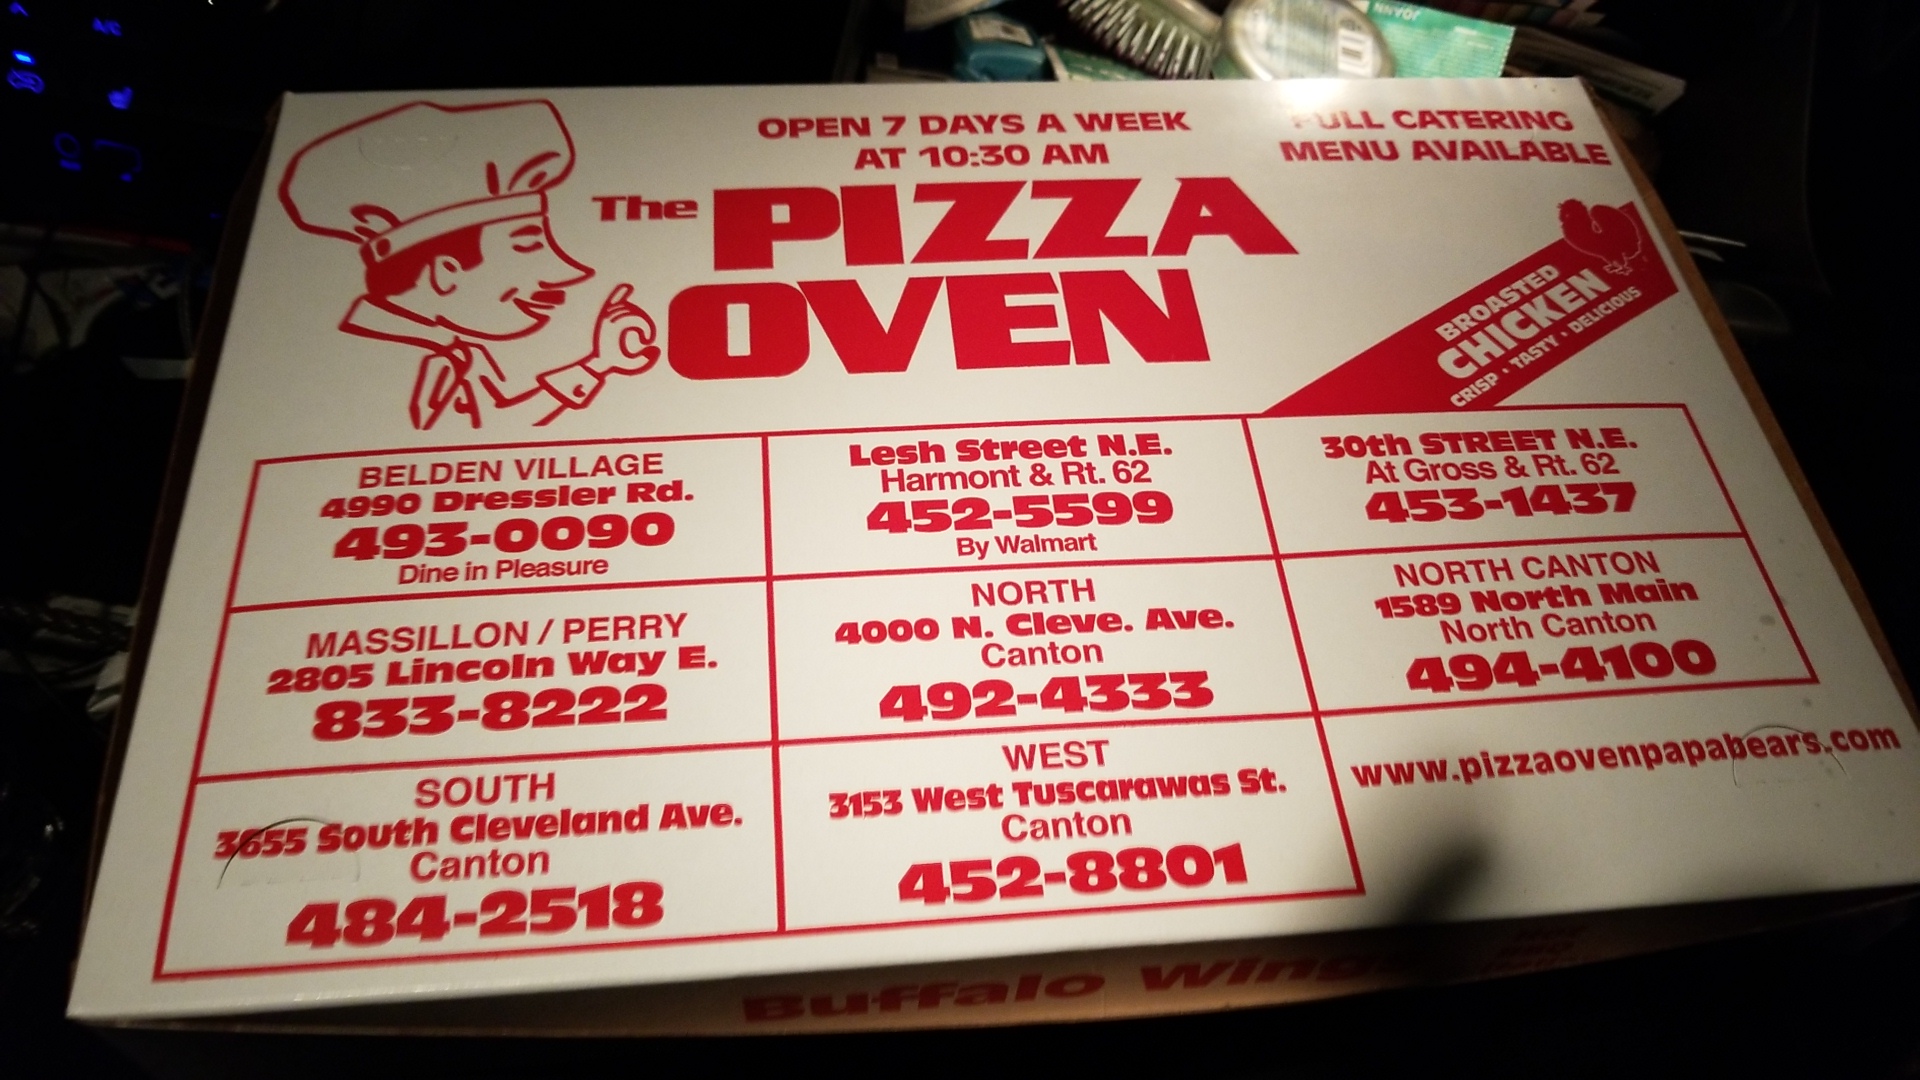 OPEN 7 DAYS A WEEK
AT 10:30 AM
FULL CATERING
MENU AVAILABLE
The PIZZA
OVEN
BROASTED
CHICKEN
CRISP • TASTY • DELICIOUS
BELDEN VILLAGE
4990 Dressler Rd.
493-0090
Dine in Pleasure
Lesh Street N.E.
Harmont & Rt. 62
452-5599
By Walmart
30th STREET N.E.
At Gross & Rt. 62
453-1437
MASSILLON / PERRY
2805 Lincoln Way E.
833-8222
NORTH
4000 N. Cleve. Ave.
Canton
492-4333
NORTH CANTON
1589 North Main
North Canton
494-4100
SOUTH
3655 South Cleveland Ave.
Canton
484-2518
WEST
3153 West Tuscarawas St.
Canton
452-8801
www.pizzaovenpapabears.com
Buffalo Wings
JOANN
A/C